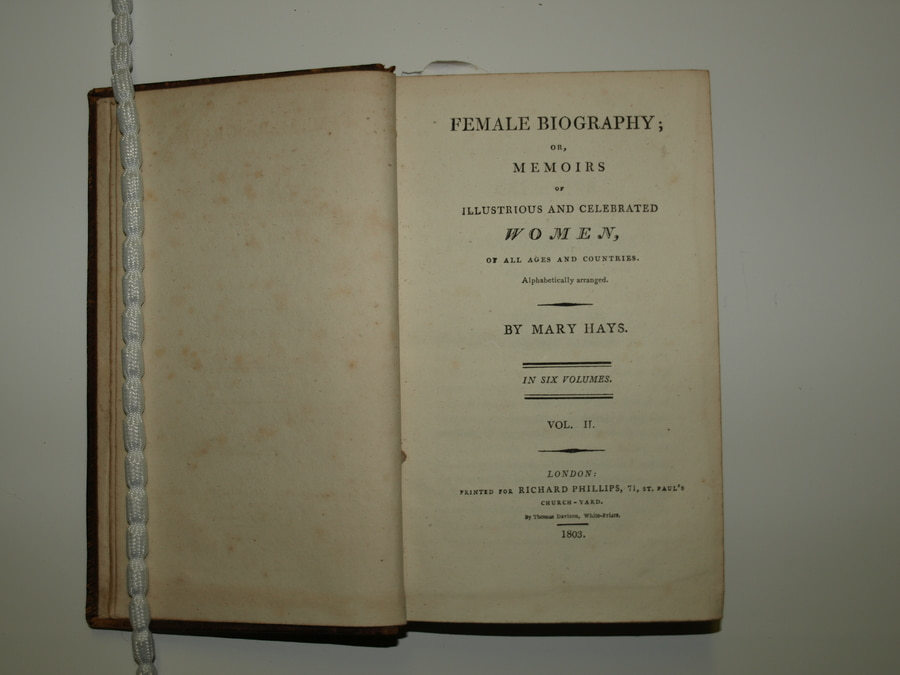 FEMALE BIOGRAPHY;
OR,
MEMOIRS
OF
ILLUSTRIOUS AND CELEBRATED
WOMEN,
OF ALL AGES AND COUNTRIES.
Alphabetically arranged.
BY MARY HAYS.
IN SIX VOLUMES.
VOL. II.
LONDON:
PRINTED FOR RICHARD PHILLIPS, 71, ST. PAUL'S
CHURCH-YARD.
By Thomas Davison, White-Friars.
1803.